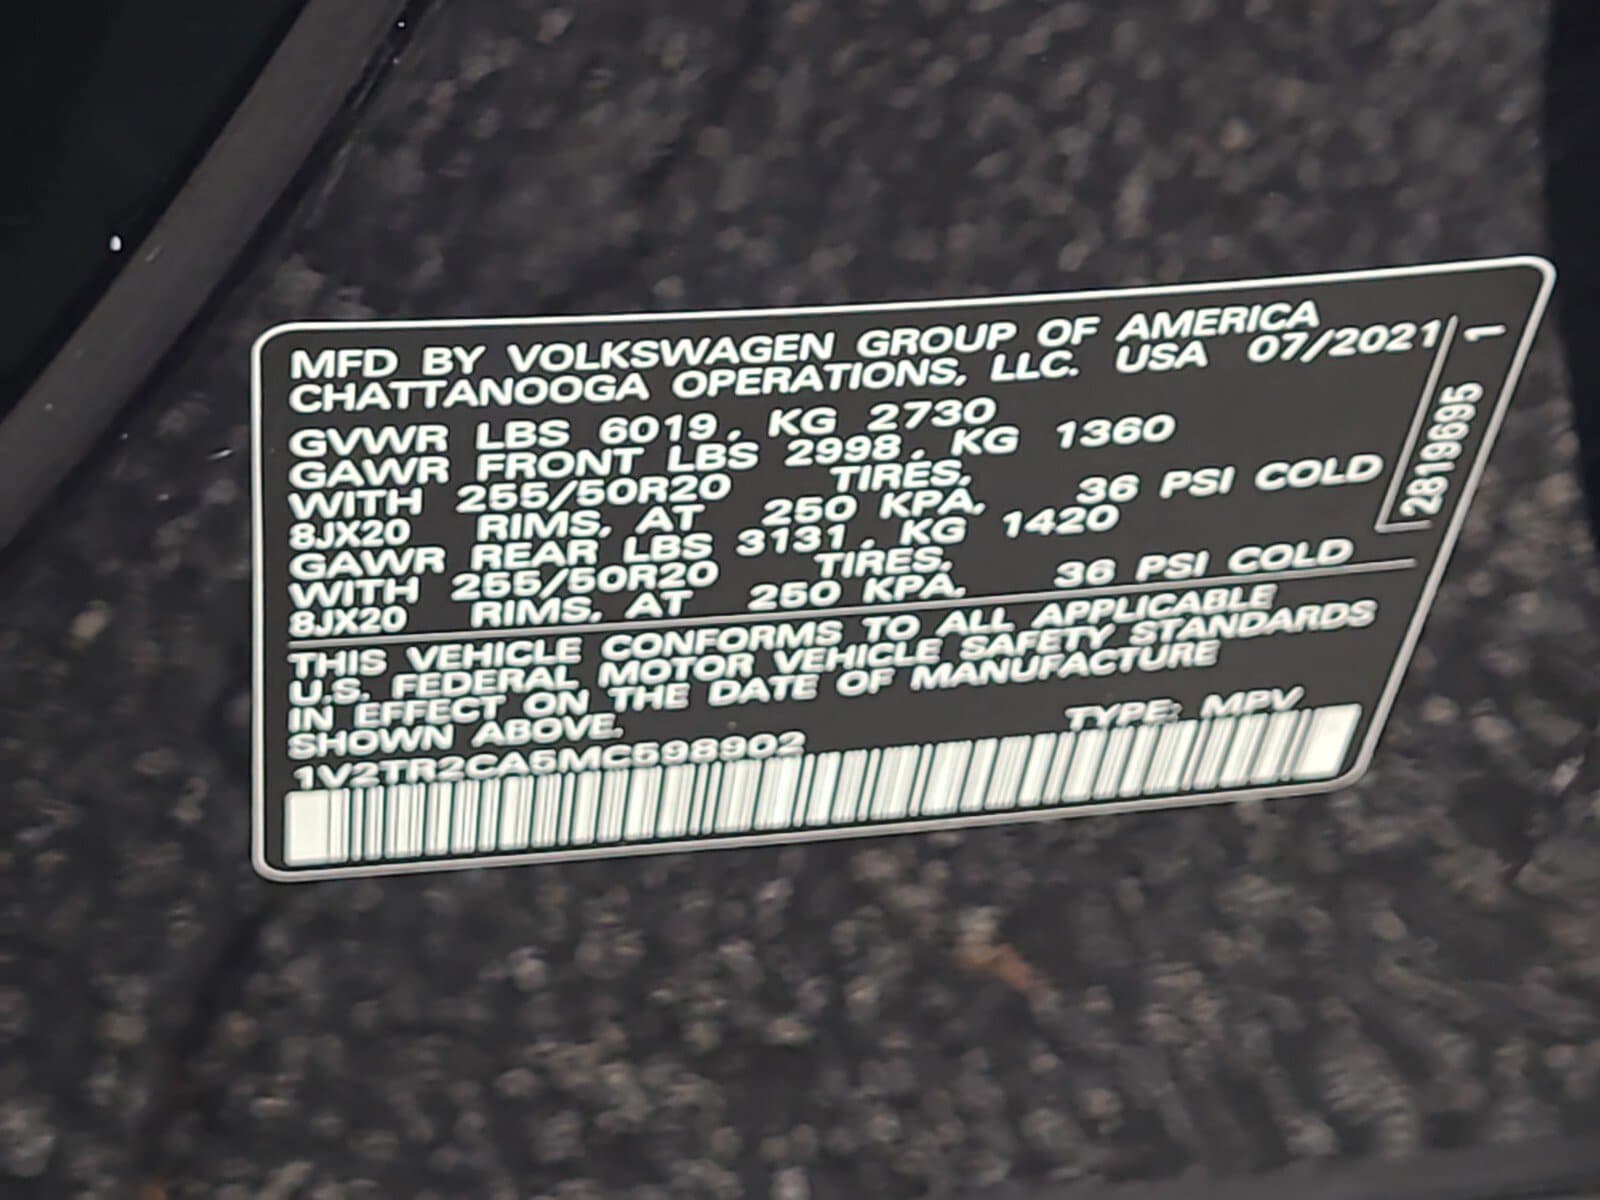 MFD BY VOLKSWAGEN GROUP OF AMERICA
CHATTANOOGA OPERATIONS, LLC. USA 07/2021
GVWR LBS 6019, KG 2730
GAWR FRONT LBS 2998, KG 1360
WITH 255/50R20 TIRES,
8JX20 RIMS, AT 250 KPA, 36 PSI COLD
GAWR REAR LBS 3131, KG 1420
WITH 255/50R20 TIRES,
8JX20 RIMS, AT 250 KPA, 36 PSI COLD
THIS VEHICLE CONFORMS TO ALL APPLICABLE
U.S. FEDERAL MOTOR VEHICLE SAFETY STANDARDS
IN EFFECT ON THE DATE OF MANUFACTURE
SHOWN ABOVE.
1V2TR2CA5MC598902 TYPE: MPV
2819695 1